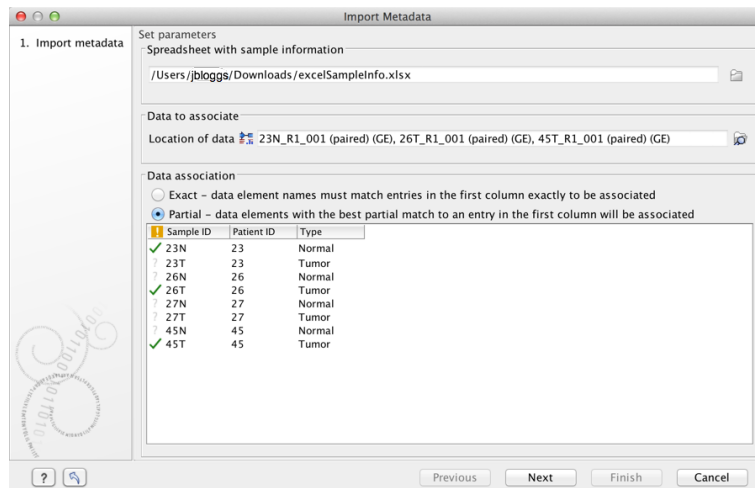 Import Metadata
1. Import metadata
Set parameters
Spreadsheet with sample information
/Users/jbloggs/Downloads/excelSampleInfo.xlsx
Data to associate
Location of data 23N_R1_001 (paired) (GE), 26T_R1_001 (paired) (GE), 45T_R1_001 (paired) (GE)
Data association
Exact – data element names must match entries in the first column exactly to be associated
Partial – data elements with the best partial match to an entry in the first column will be associated
! Sample ID Patient ID Type
✓ 23N 23 Normal
? 23T 23 Tumor
? 26N 26 Normal
✓ 26T 26 Tumor
? 27N 27 Normal
? 27T 27 Tumor
? 45N 45 Normal
✓ 45T 45 Tumor
? Previous Next Finish Cancel